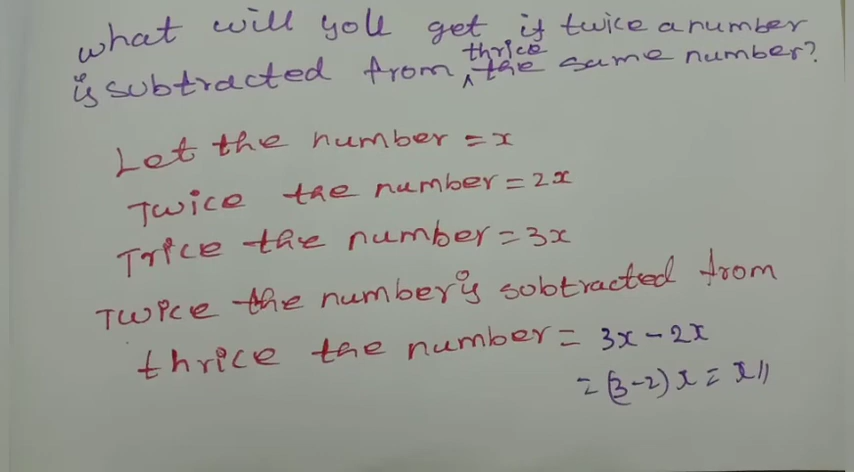 what will you get if twice a number
is subtracted from thrice the same number?
Let the number = x
Twice the number = 2x
Trice the number = 3x
Twice the number is subtracted from
thrice the number = 3x - 2x
= (3-2) x = x //